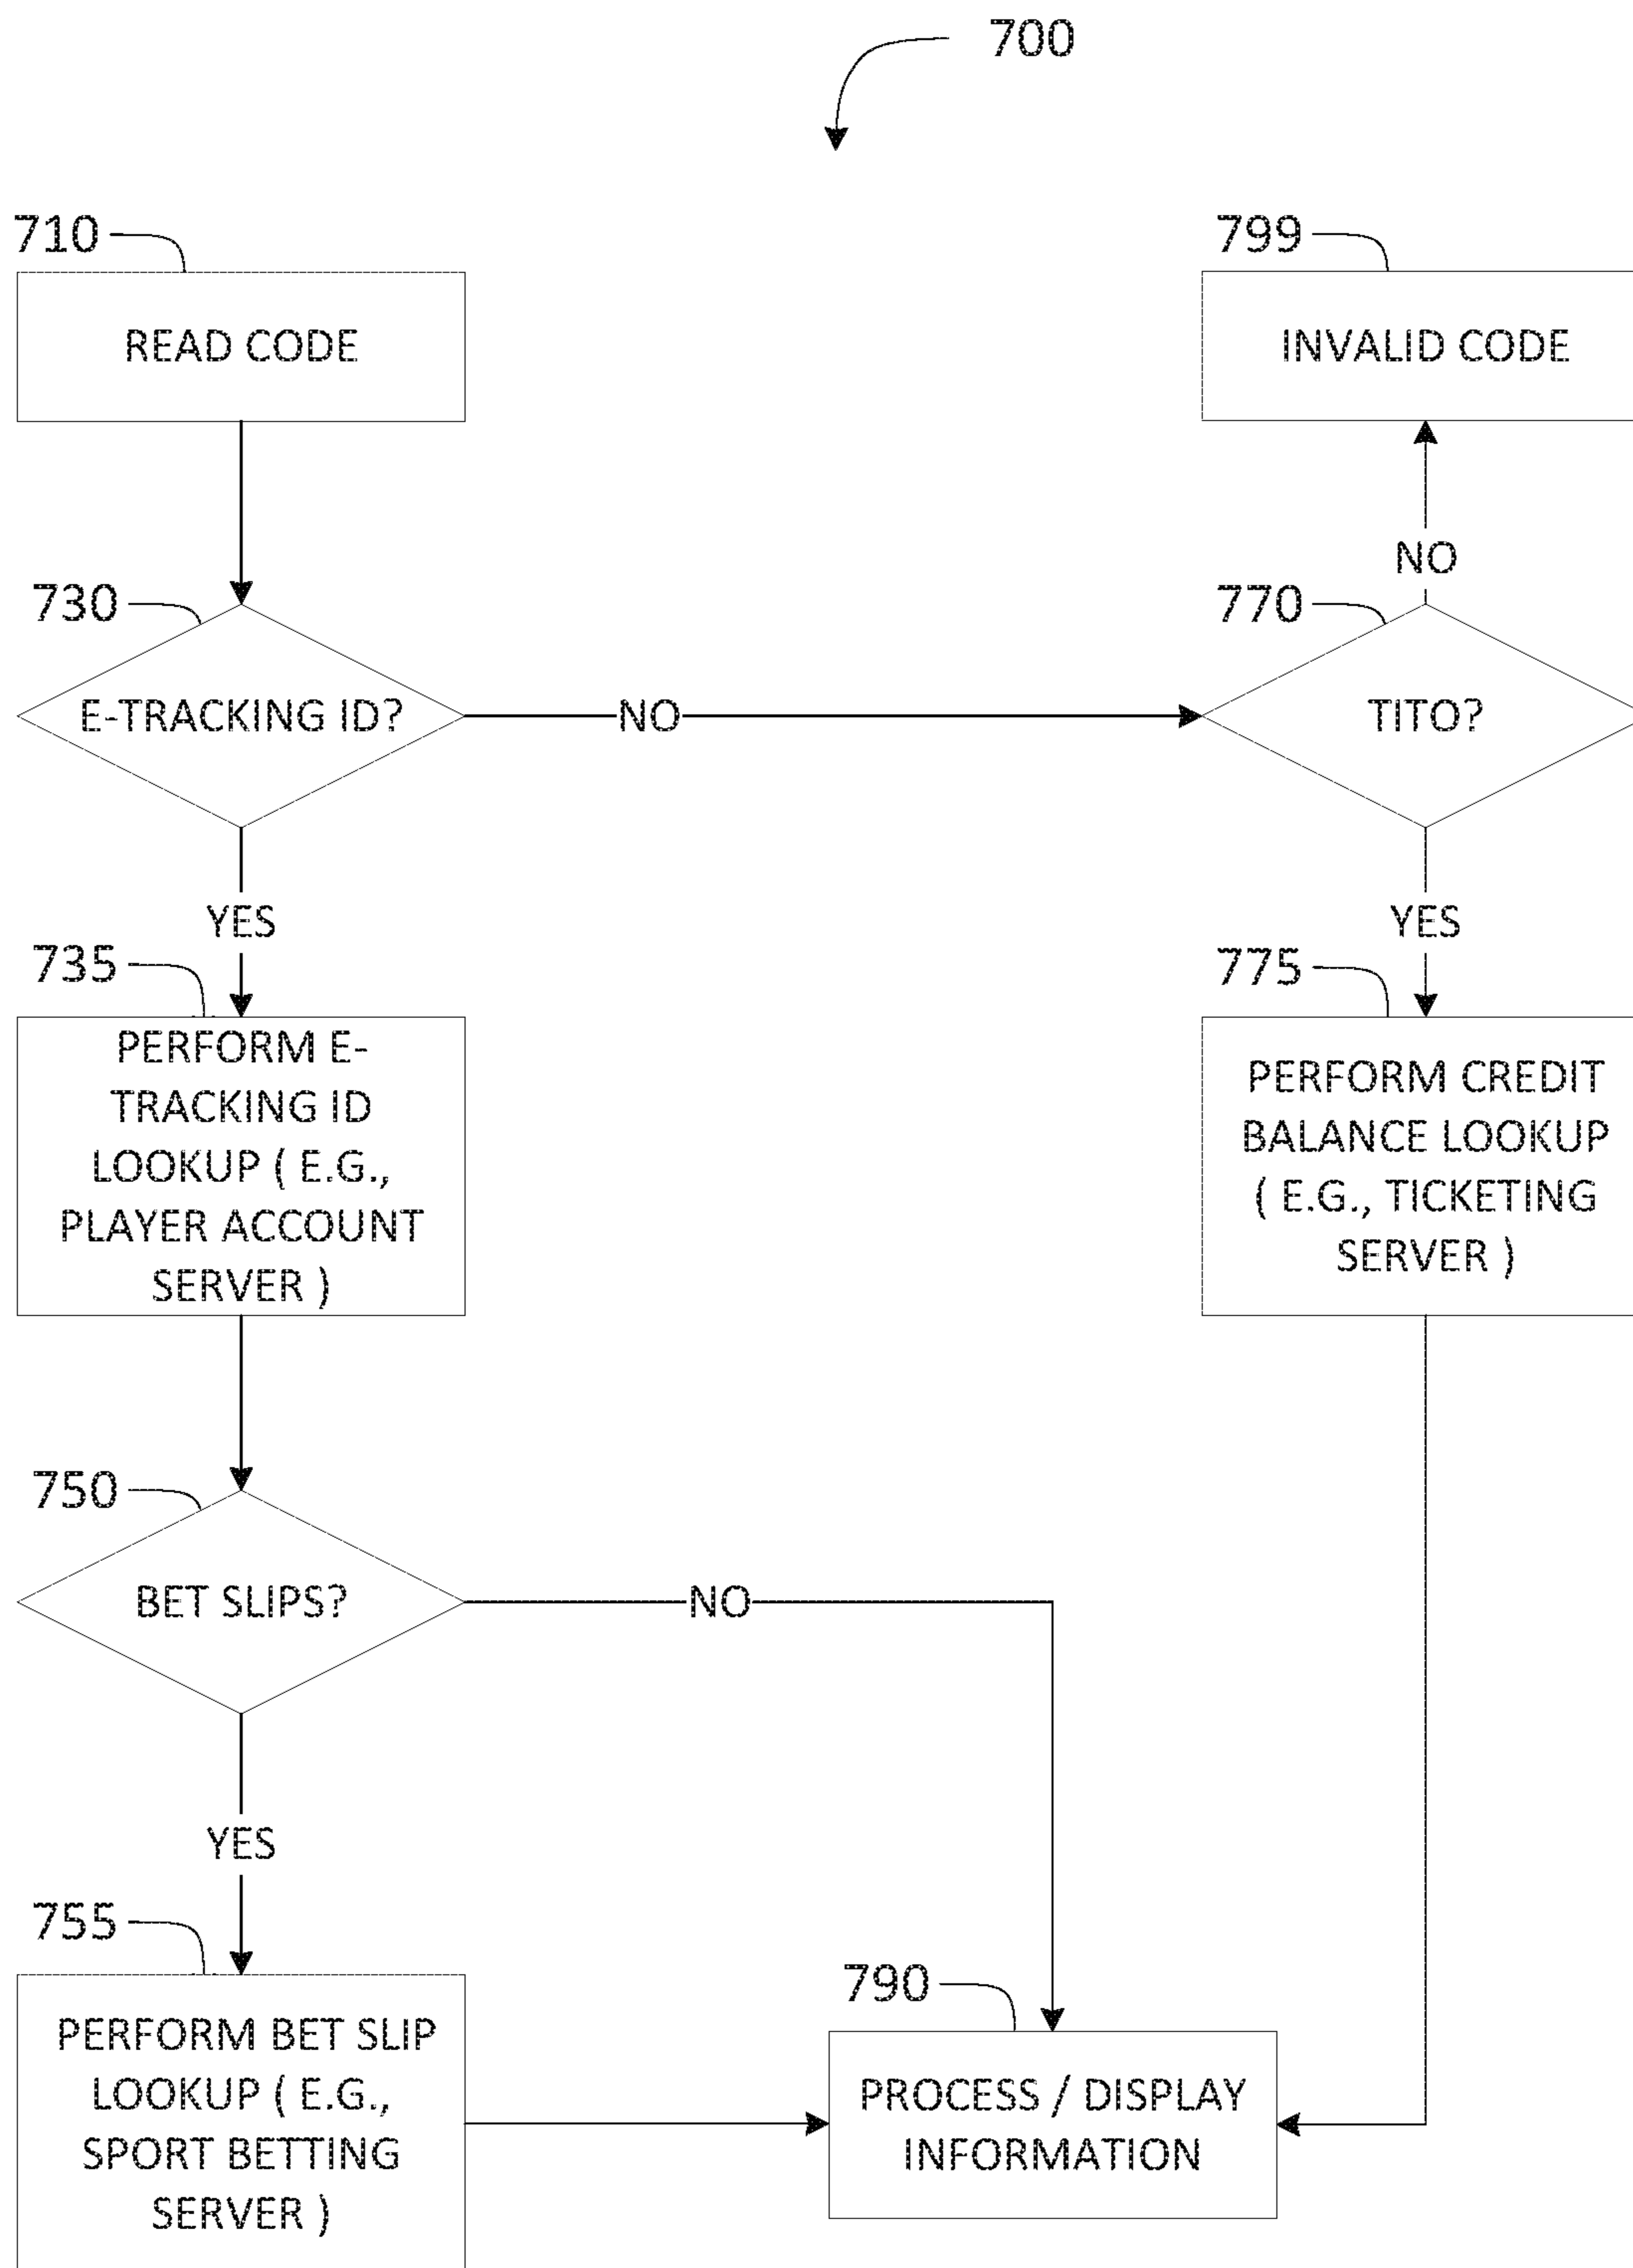 700
710
READ CODE
799
INVALID CODE
NO
730
E-TRACKING ID?
NO
770
TITO?
YES
YES
735
PERFORM E-
TRACKING ID
LOOKUP ( E.G.,
PLAYER ACCOUNT
SERVER )
775
PERFORM CREDIT
BALANCE LOOKUP
( E.G., TICKETING
SERVER )
750
BET SLIPS?
NO
YES
755
PERFORM BET SLIP
LOOKUP ( E.G.,
SPORT BETTING
SERVER )
790
PROCESS / DISPLAY
INFORMATION